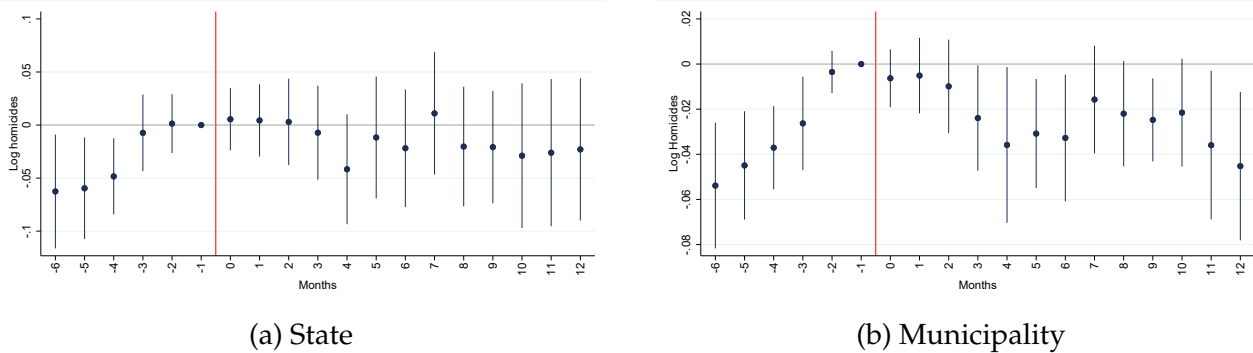 .1
.05
0
-.05
-.1
Log homicides
-6 -5 -4 -3 -2 -1 0 1 2 3 4 5 6 7 8 9 10 11 12
Months
(a) State
.02
0
-.02
-.04
-.06
-.08
Log Homicides
-6 -5 -4 -3 -2 -1 0 1 2 3 4 5 6 7 8 9 10 11 12
Months
(b) Municipality